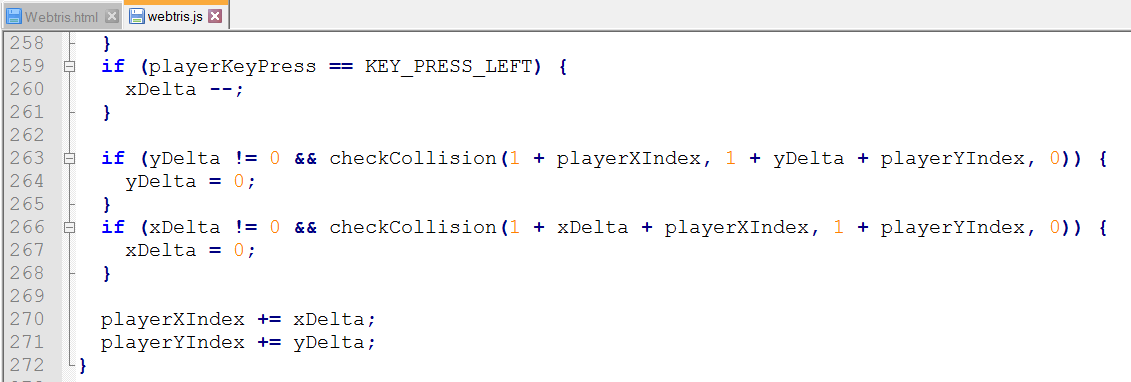 Webtris.html webtris.js
258 }
259 if (playerKeyPress == KEY_PRESS_LEFT) {
260 xDelta --;
261 }
262
263 if (yDelta != 0 && checkCollision(1 + playerXIndex, 1 + yDelta + playerYIndex, 0)) {
264 yDelta = 0;
265 }
266 if (xDelta != 0 && checkCollision(1 + xDelta + playerXIndex, 1 + playerYIndex, 0)) {
267 xDelta = 0;
268 }
269
270 playerXIndex += xDelta;
271 playerYIndex += yDelta;
272 }